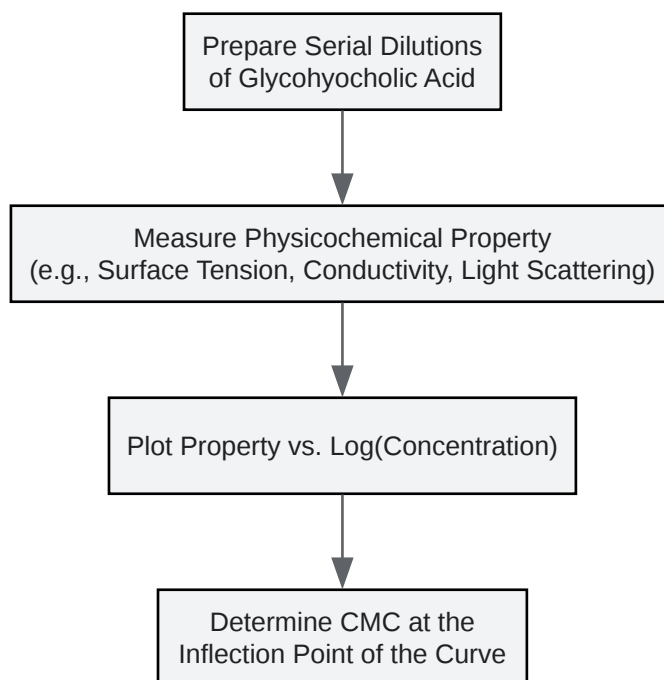 Prepare Serial Dilutions
of Glycohyocholic Acid
Measure Physicochemical Property
(e.g., Surface Tension, Conductivity, Light Scattering)
Plot Property vs. Log(Concentration)
Determine CMC at the
Inflection Point of the Curve